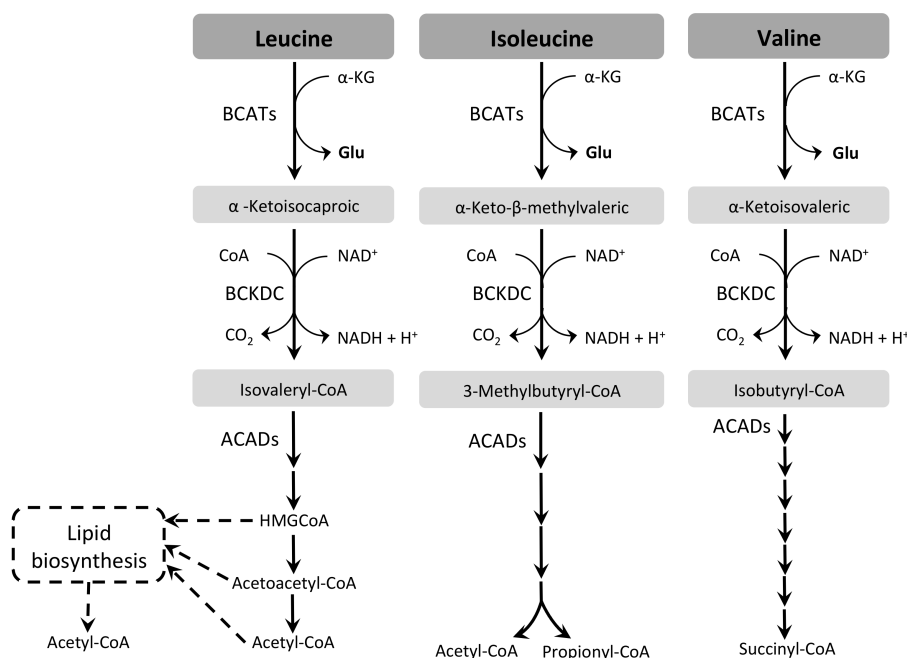 Leucine
Isoleucine
Valine
α-KG
α-KG
α-KG
BCATs
BCATs
BCATs
Glu
Glu
Glu
α -Ketoisocaproic
α-Keto-β-methylvaleric
α-Ketoisovaleric
CoA
NAD⁺
CoA
NAD⁺
CoA
NAD⁺
BCKDC
BCKDC
BCKDC
CO₂
NADH + H⁺
CO₂
NADH + H⁺
CO₂
NADH + H⁺
Isovaleryl-CoA
3-Methylbutyryl-CoA
Isobutyryl-CoA
ACADs
ACADs
ACADs
HMGCoA
Lipid
biosynthesis
Acetoacetyl-CoA
Acetyl-CoA
Acetyl-CoA
Acetyl-CoA
Propionyl-CoA
Succinyl-CoA